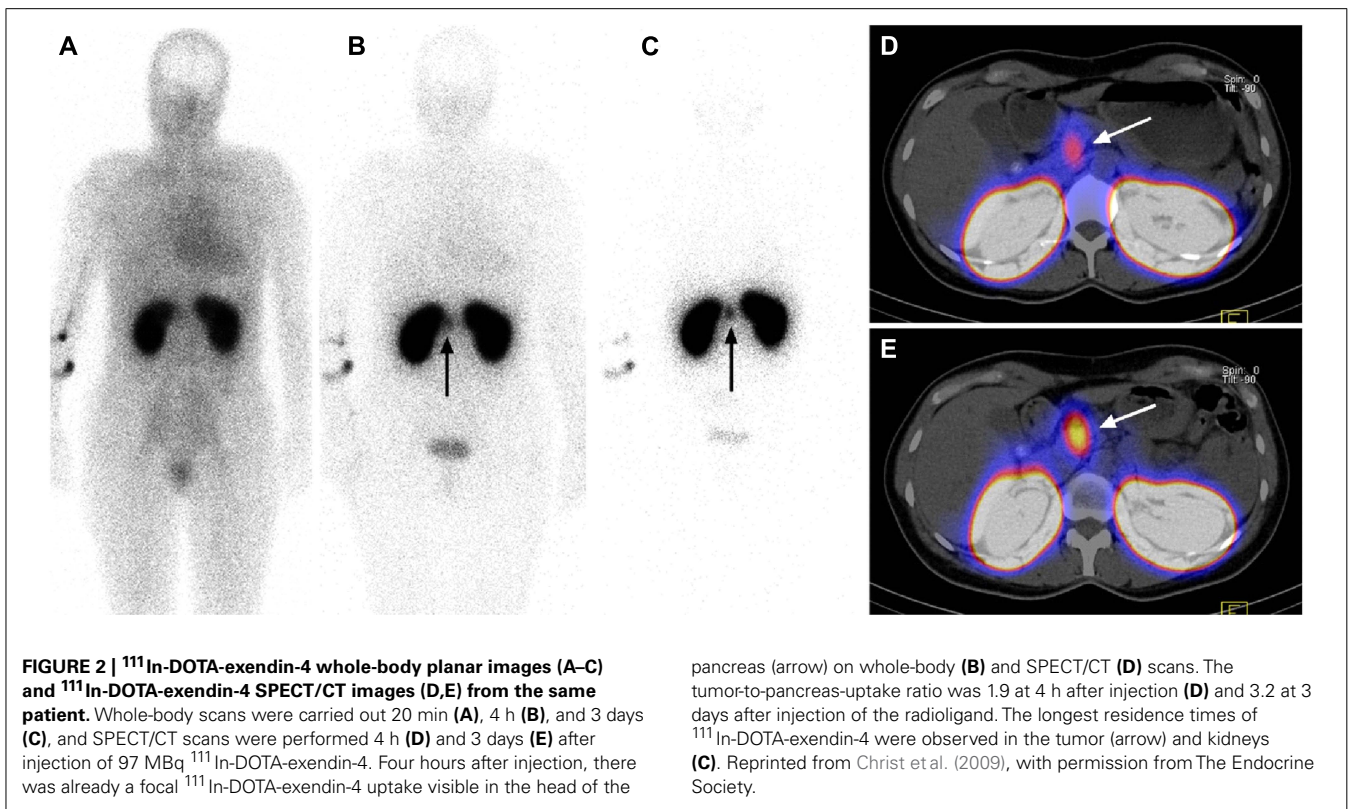 A
B
C
D
Spin: 0
Tilt: -90
E
Spin: 0
Tilt: -90
FIGURE 2 | ¹¹¹In-DOTA-exendin-4 whole-body planar images (A–C)
and ¹¹¹In-DOTA-exendin-4 SPECT/CT images (D,E) from the same
patient. Whole-body scans were carried out 20 min (A), 4 h (B), and 3 days
(C), and SPECT/CT scans were performed 4 h (D) and 3 days (E) after
injection of 97 MBq ¹¹¹In-DOTA-exendin-4. Four hours after injection, there
was already a focal ¹¹¹In-DOTA-exendin-4 uptake visible in the head of the
pancreas (arrow) on whole-body (B) and SPECT/CT (D) scans. The
tumor-to-pancreas-uptake ratio was 1.9 at 4 h after injection (D) and 3.2 at 3
days after injection of the radioligand. The longest residence times of
¹¹¹In-DOTA-exendin-4 were observed in the tumor (arrow) and kidneys
(C). Reprinted from Christ et al. (2009), with permission from The Endocrine
Society.